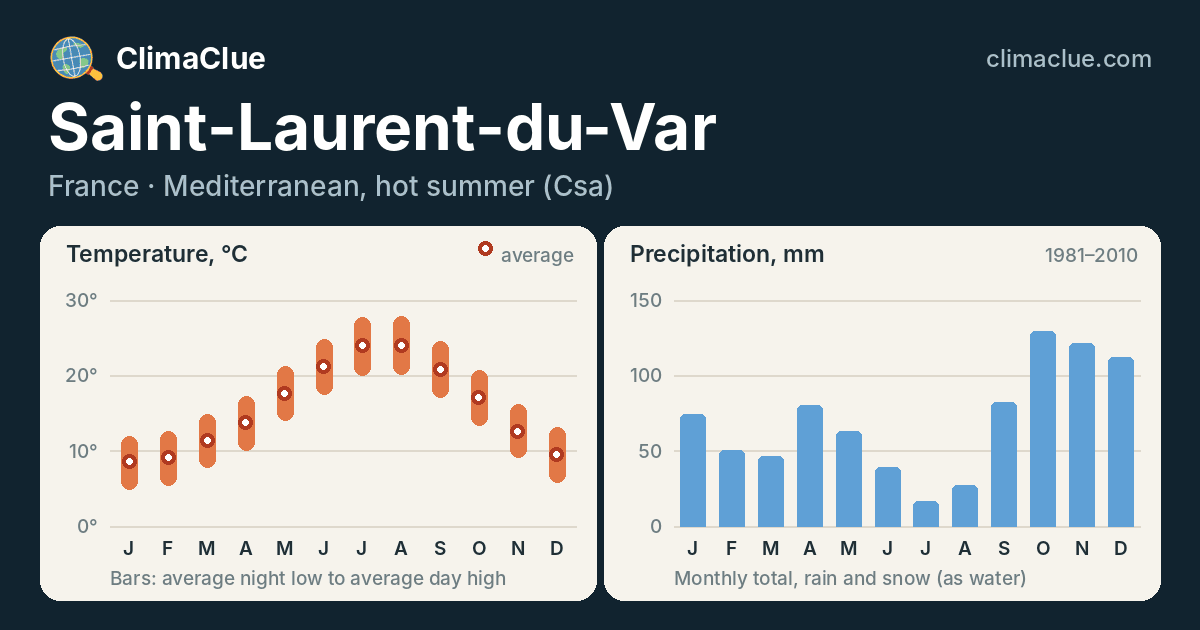 ClimaClue
climaclue.com
Saint-Laurent-du-Var
France · Mediterranean, hot summer (Csa)
Temperature, °C
average
30°
20°
10°
0°
J F M A M J J A S O N D
Bars: average night low to average day high
Precipitation, mm
1981–2010
150
100
50
0
J F M A M J J A S O N D
Monthly total, rain and snow (as water)